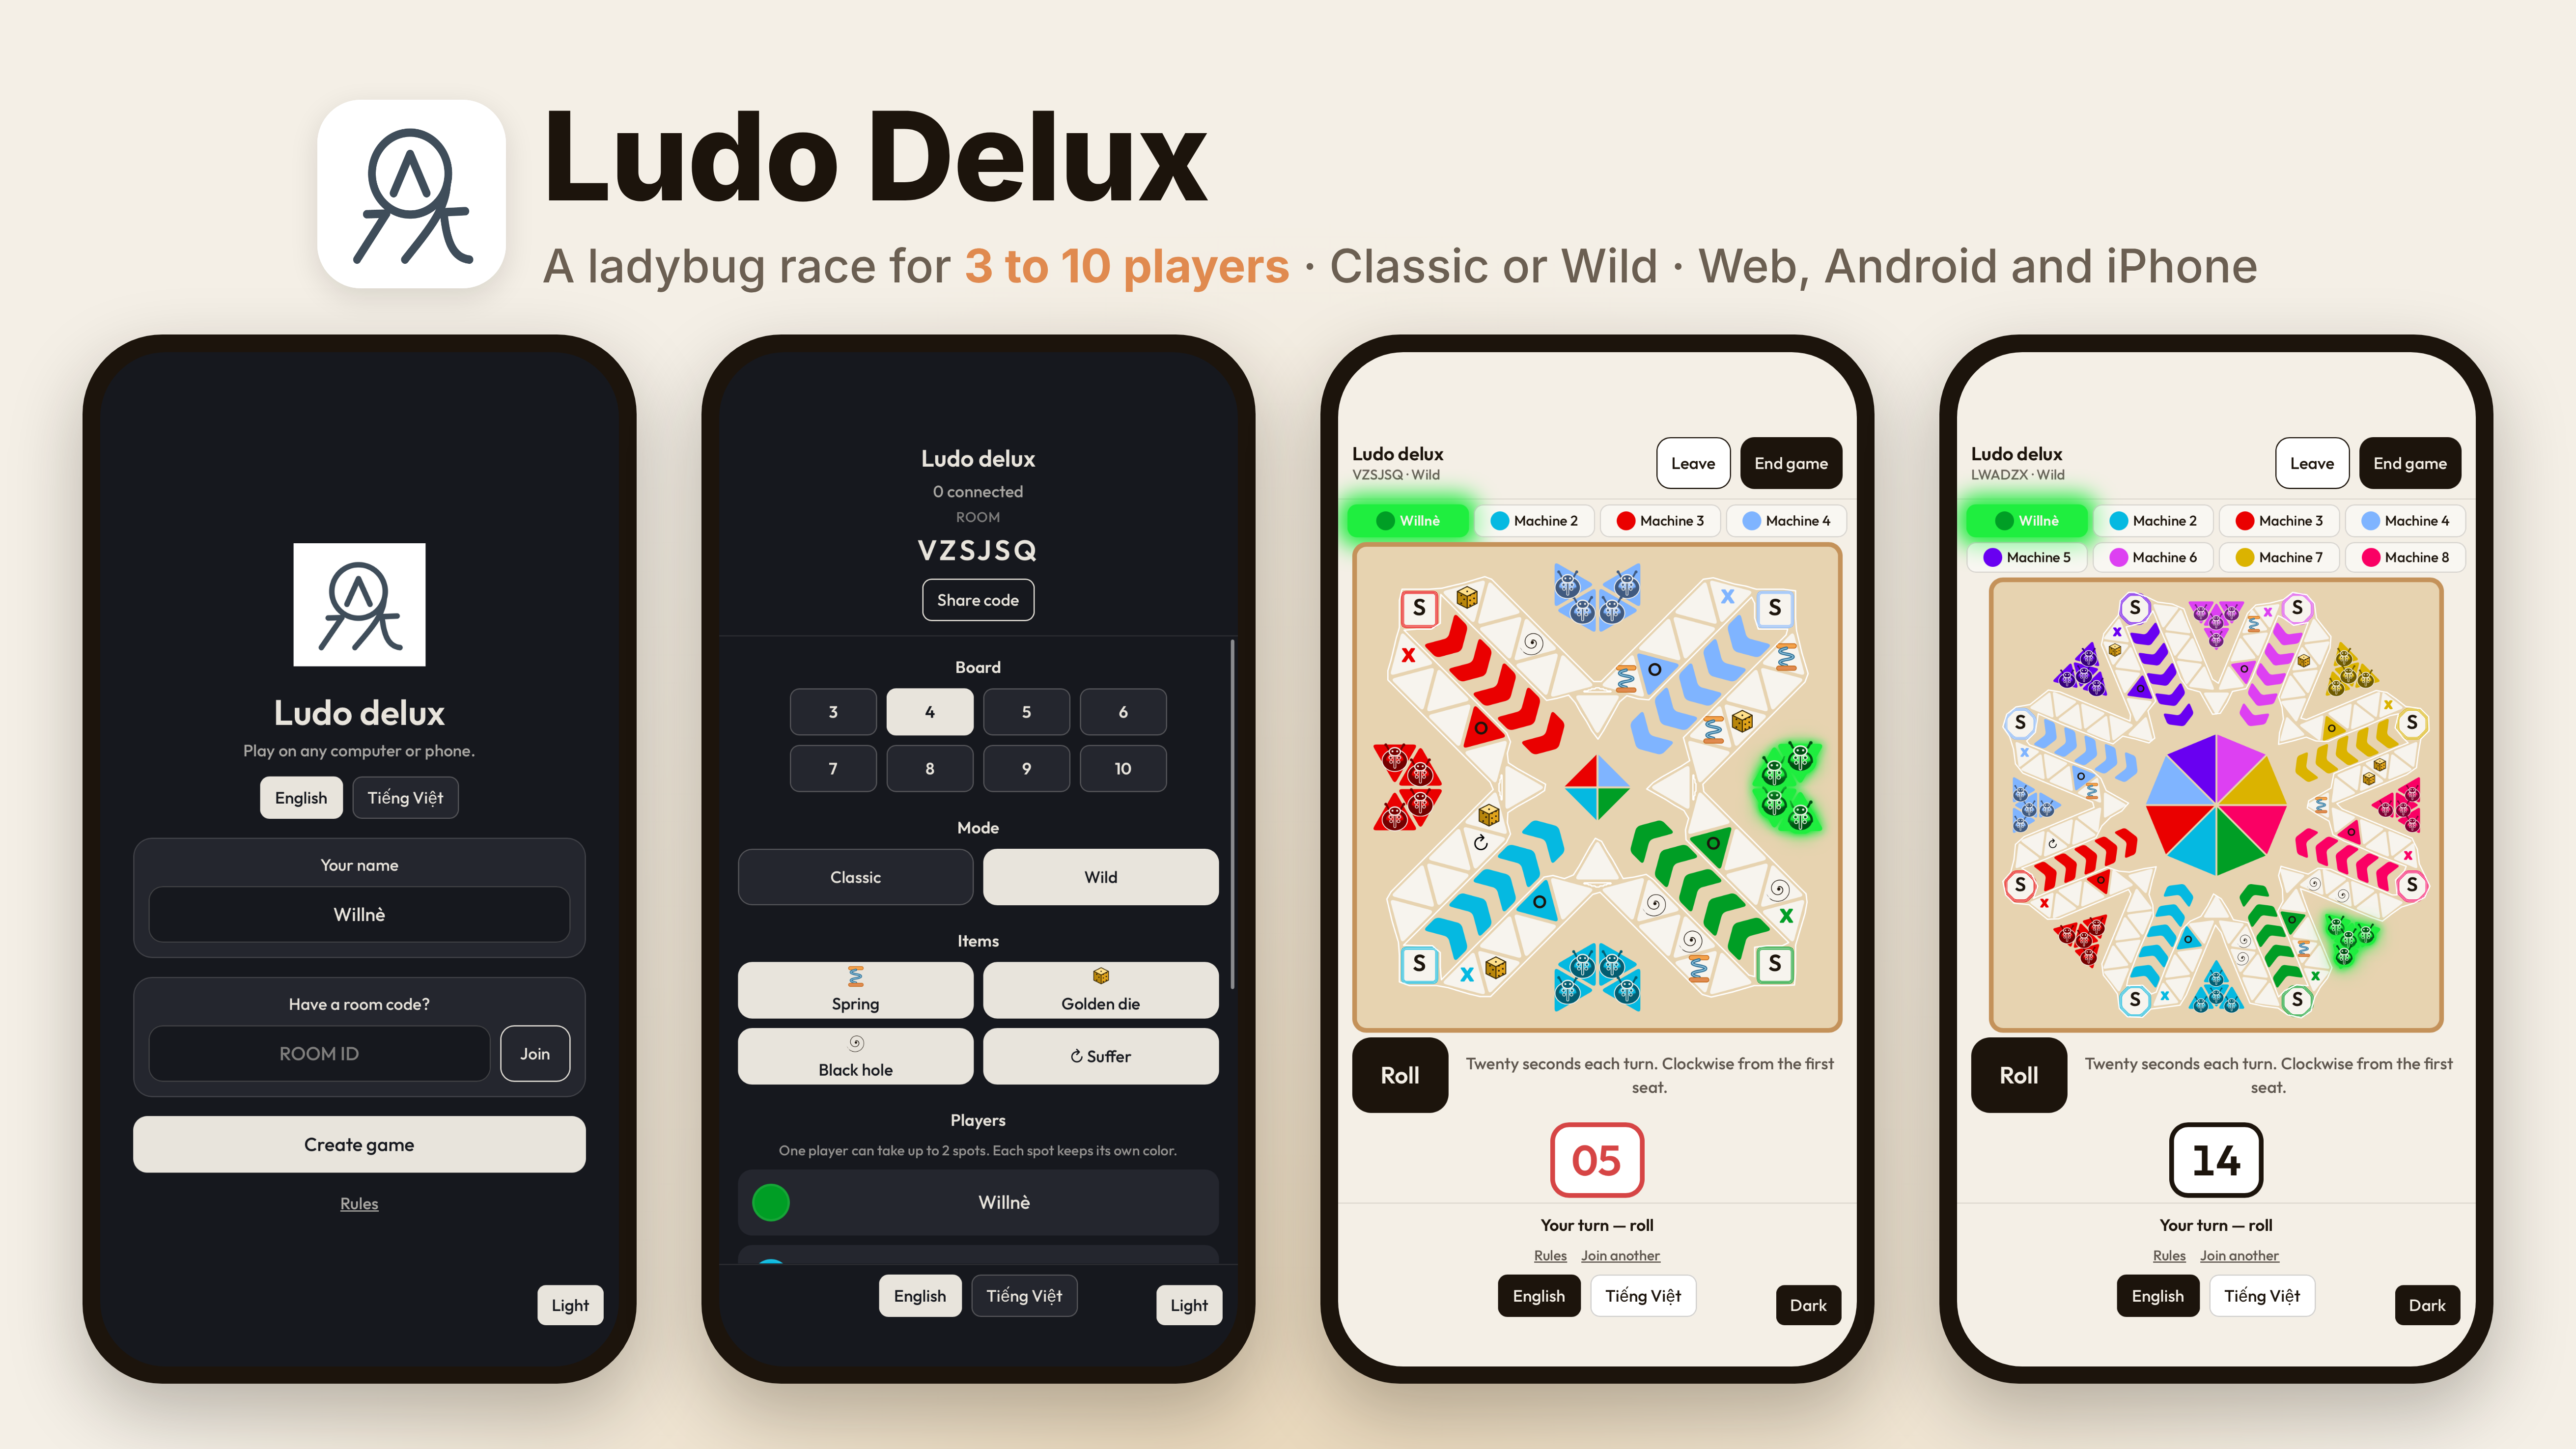 Ludo Delux
A ladybug race for 3 to 10 players · Classic or Wild · Web, Android and iPhone
Ludo delux
Play on any computer or phone.
English Tiếng Việt
Your name
Willnè
Have a room code?
ROOM ID Join
Create game
Rules
Light
Ludo delux
0 connected
ROOM
VZSJSQ
Share code
Board
3 4 5 6
7 8 9 10
Mode
Classic Wild
Items
Spring Golden die
Black hole Suffer
Players
One player can take up to 2 spots. Each spot keeps its own color.
Willnè
English Tiếng Việt Light
Ludo delux
VZSJSQ · Wild
Leave End game
Willnè Machine 2 Machine 3 Machine 4
S S
X
X
O
O
O
O
X
X
S S
Roll
Twenty seconds each turn. Clockwise from the first
seat.
05
Your turn — roll
Rules Join another
English Tiếng Việt Dark
Ludo delux
LWADZX · Wild
Leave End game
Willnè Machine 2 Machine 3 Machine 4
Machine 5 Machine 6 Machine 7 Machine 8
S S
X X
O O
S X S
X O
O
O X
S O S
X
O O
X X
S S
Roll
Twenty seconds each turn. Clockwise from the first
seat.
14
Your turn — roll
Rules Join another
English Tiếng Việt Dark